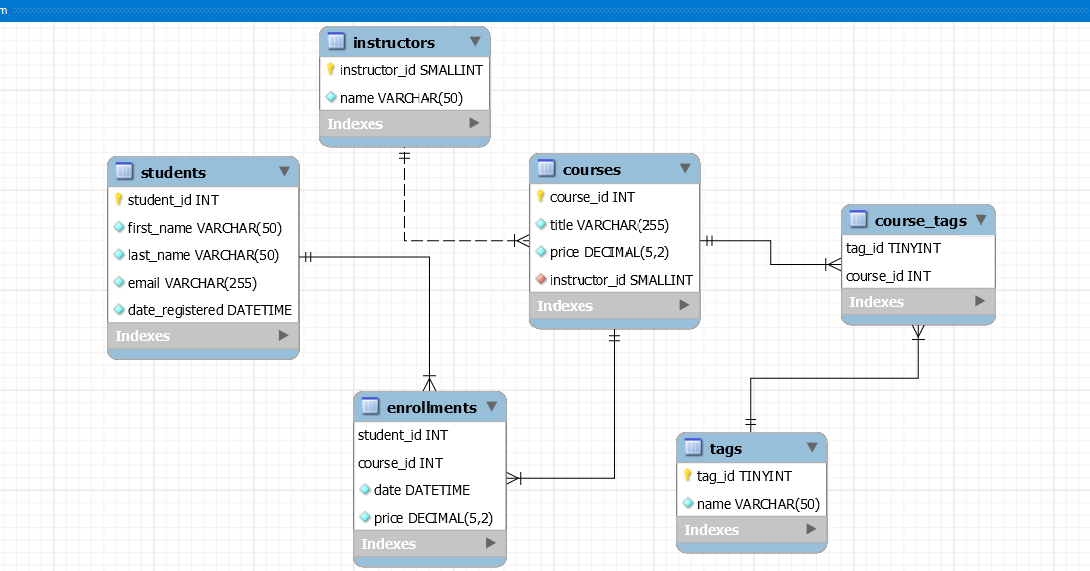 m
instructors
instructor_id SMALLINT
name VARCHAR(50)
Indexes
students
student_id INT
first_name VARCHAR(50)
last_name VARCHAR(50)
email VARCHAR(255)
date_registered DATETIME
Indexes
courses
course_id INT
title VARCHAR(255)
price DECIMAL(5,2)
instructor_id SMALLINT
Indexes
course_tags
tag_id TINYINT
course_id INT
Indexes
enrollments
student_id INT
course_id INT
date DATETIME
price DECIMAL(5,2)
Indexes
tags
tag_id TINYINT
name VARCHAR(50)
Indexes